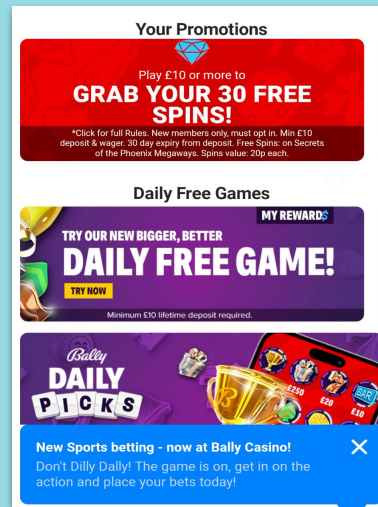 Your Promotions
Play £10 or more to
GRAB YOUR 30 FREE
SPINS!
*Click for full Rules. New members only, must opt in. Min £10
deposit & wager. 30 day expiry from deposit. Free Spins: on Secrets
of the Phoenix Megaways. Spins value: 20p each.
Daily Free Games
MY REWARD$
TRY OUR NEW BIGGER, BETTER
DAILY FREE GAME!
TRY NOW
Minimum £10 lifetime deposit required.
Bally
DAILY
PICKS
£250
£20
£10
BAR
New Sports betting - now at Bally Casino!
Don't Dilly Dally! The game is on, get in on the
action and place your bets today!